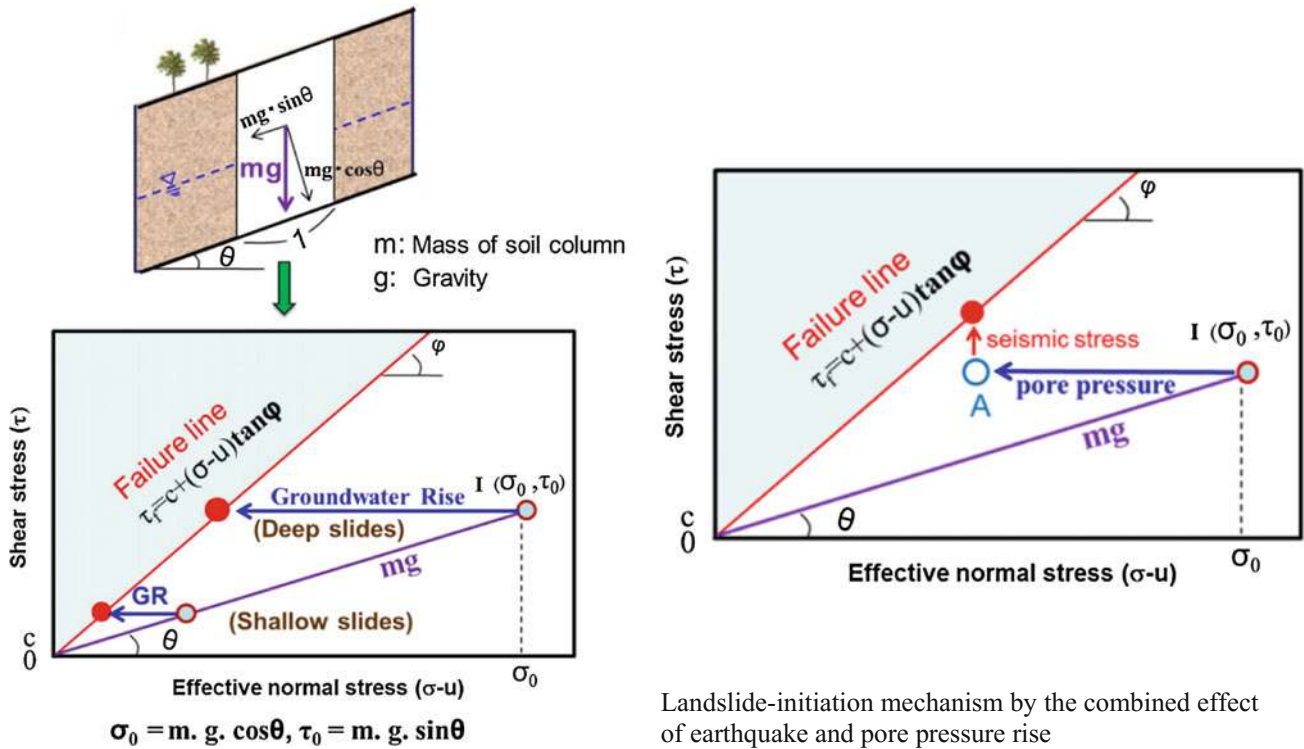 mg·sinθ
mg
mg·cosθ
1
θ
m: Mass of soil column
g: Gravity
Shear stress (τ)
Failure line
τf=c+(σ-u)tanφ
φ
Groundwater Rise
I (σ0 ,τ0)
(Deep slides)
mg
GR
(Shallow slides)
θ
c
0
σ0
Effective normal stress (σ-u)
σ0 = m. g. cosθ, τ0 = m. g. sinθ
Shear stress (τ)
Failure line
τf=c+(σ-u)tanφ
φ
seismic stress
I (σ0 ,τ0)
pore pressure
A
mg
θ
c
0
σ0
Effective normal stress (σ-u)
Landslide-initiation mechanism by the combined effect
of earthquake and pore pressure rise